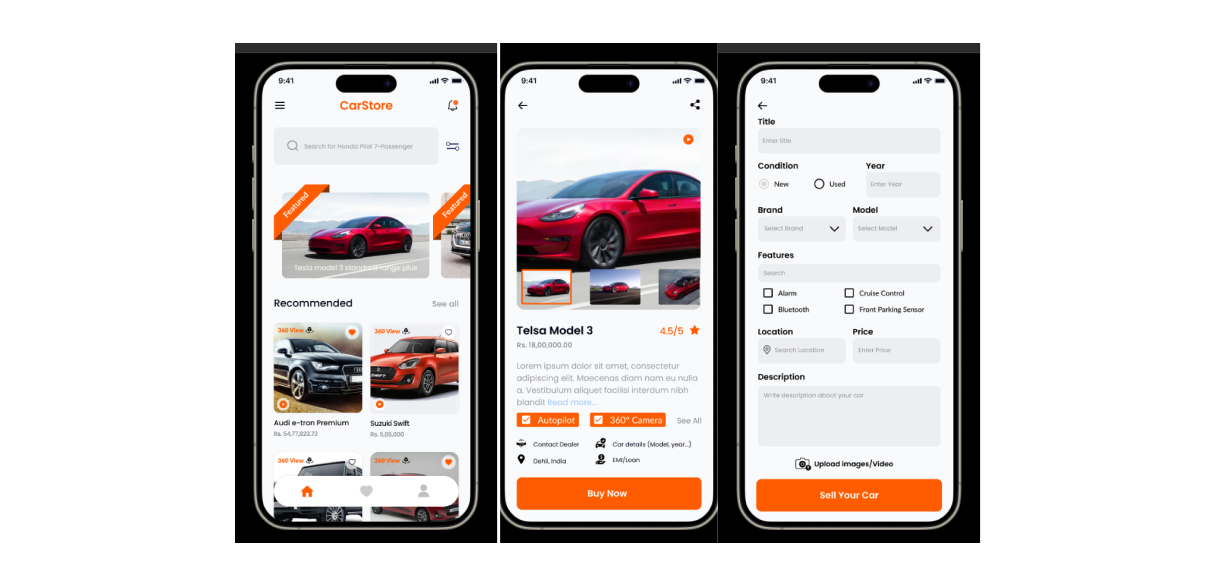 9:41
CarStore
Search for Honda Pilot 7-Passenger
Featured
Featured
Tesla model 3 standard range plus
Recommended
See all
360 View
360 View
Audi e-tron Premium
Suzuki Swift
Rs. 54,77,823.73
Rs. 5,85,000
360 View
360 View
9:41
Telsa Model 3
4.5/5
Rs. 18,00,000.00
Lorem ipsum dolor sit amet, consectetur
adipiscing elit. Maecenas diam nam eu nulla
a. Vestibulum aliquet facilisi interdum nibh
blandit Read more...
Autopilot
360° Camera
See All
Contact Dealer
Car details (Model, year..)
Dehli, India
EMI/Loan
Buy Now
9:41
Title
Enter title
Condition
Year
New
Used
Enter Year
Brand
Model
Select Brand
Select Model
Features
Search
Alarm
Cruise Control
Bluetooth
Front Parking Sensor
Location
Price
Search Location
Enter Price
Description
Write description about your car
Upload images/Video
Sell Your Car